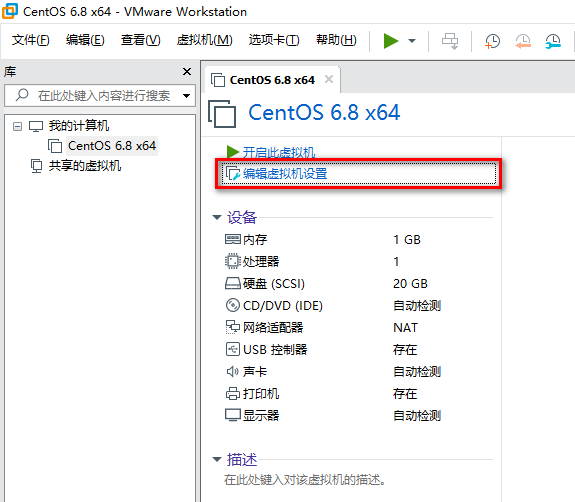 CentOS 6.8 x64 - VMware Workstation
文件(F) 编辑(E) 查看(V) 虚拟机(M) 选项卡(T) 帮助(H)
库
在此处键入内容进行搜索
我的计算机
CentOS 6.8 x64
共享的虚拟机
CentOS 6.8 x64
CentOS 6.8 x64
开启此虚拟机
编辑虚拟机设置
设备
内存 1 GB
处理器 1
硬盘 (SCSI) 20 GB
CD/DVD (IDE) 自动检测
网络适配器 NAT
USB 控制器 存在
声卡 自动检测
打印机 存在
显示器 自动检测
描述
在此处键入对该虚拟机的描述。